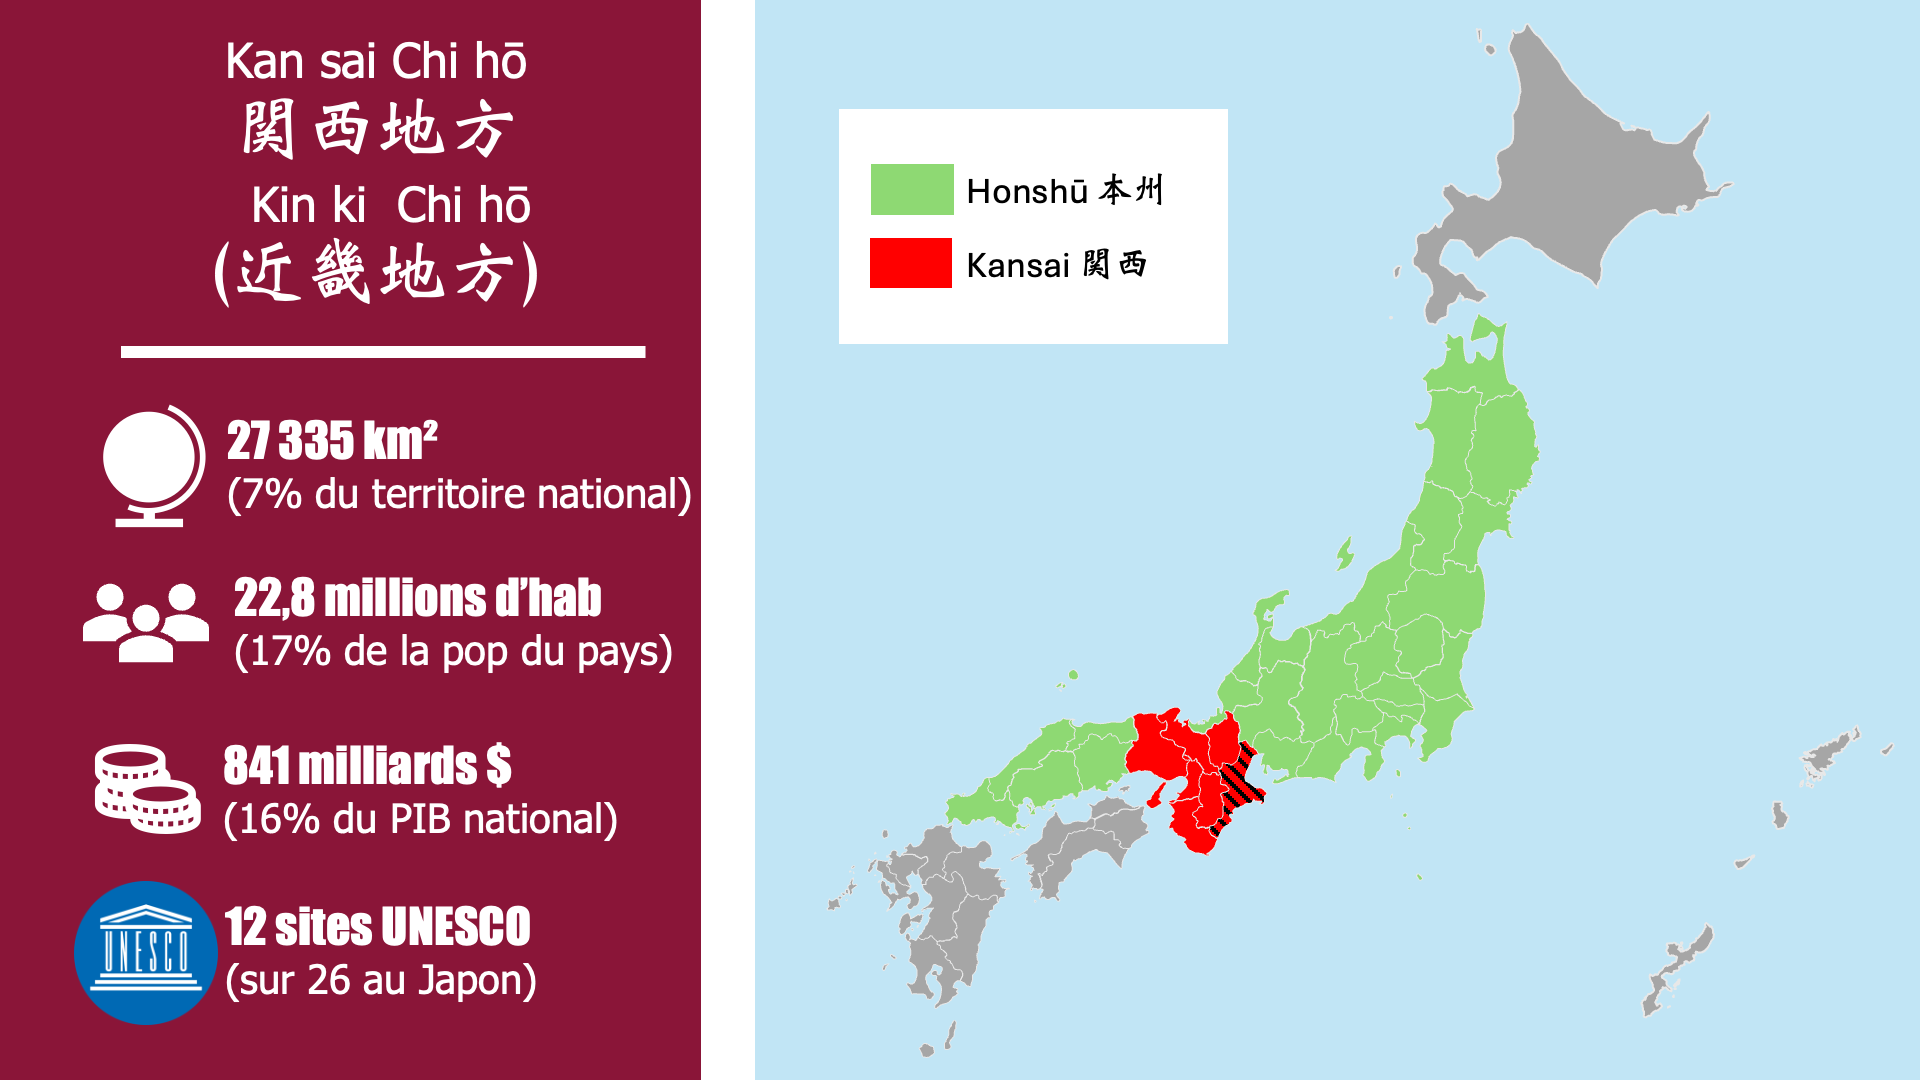 Kan sai Chi hō
関西地方
Kin ki Chi hō
(近畿地方)
27 335 km²
(7% du territoire national)
22,8 millions d’hab
(17% de la pop du pays)
841 milliards $
(16% du PIB national)
UNESCO
12 sites UNESCO
(sur 26 au Japon)
Honshū 本州
Kansai 関西